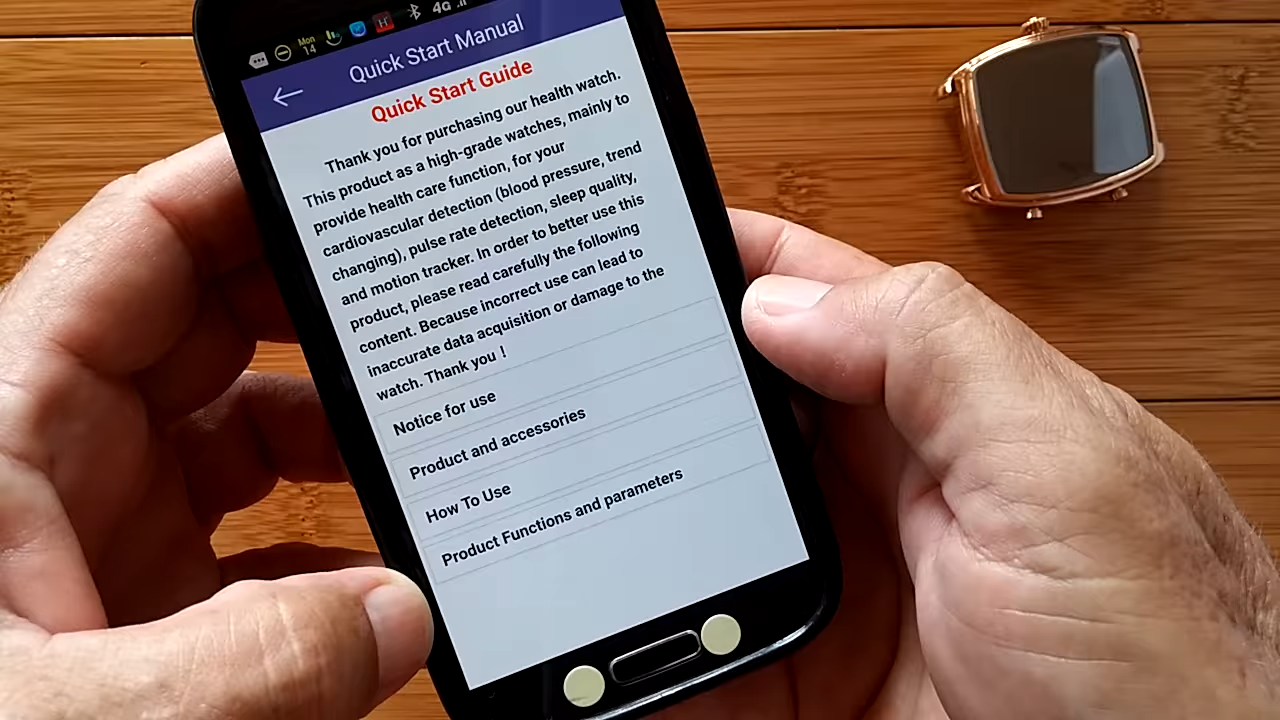 Mon
14
H
4G
Quick Start Manual
Quick Start Guide
Thank you for purchasing our health watch.
This product as a high-grade watches, mainly to
provide health care function, for your
cardiovascular detection (blood pressure, trend
changing), pulse rate detection, sleep quality,
and motion tracker. In order to better use this
product, please read carefully the following
content. Because incorrect use can lead to
inaccurate data acquisition or damage to the
watch. Thank you！
Notice for use
Product and accessories
How To Use
Product Functions and parameters